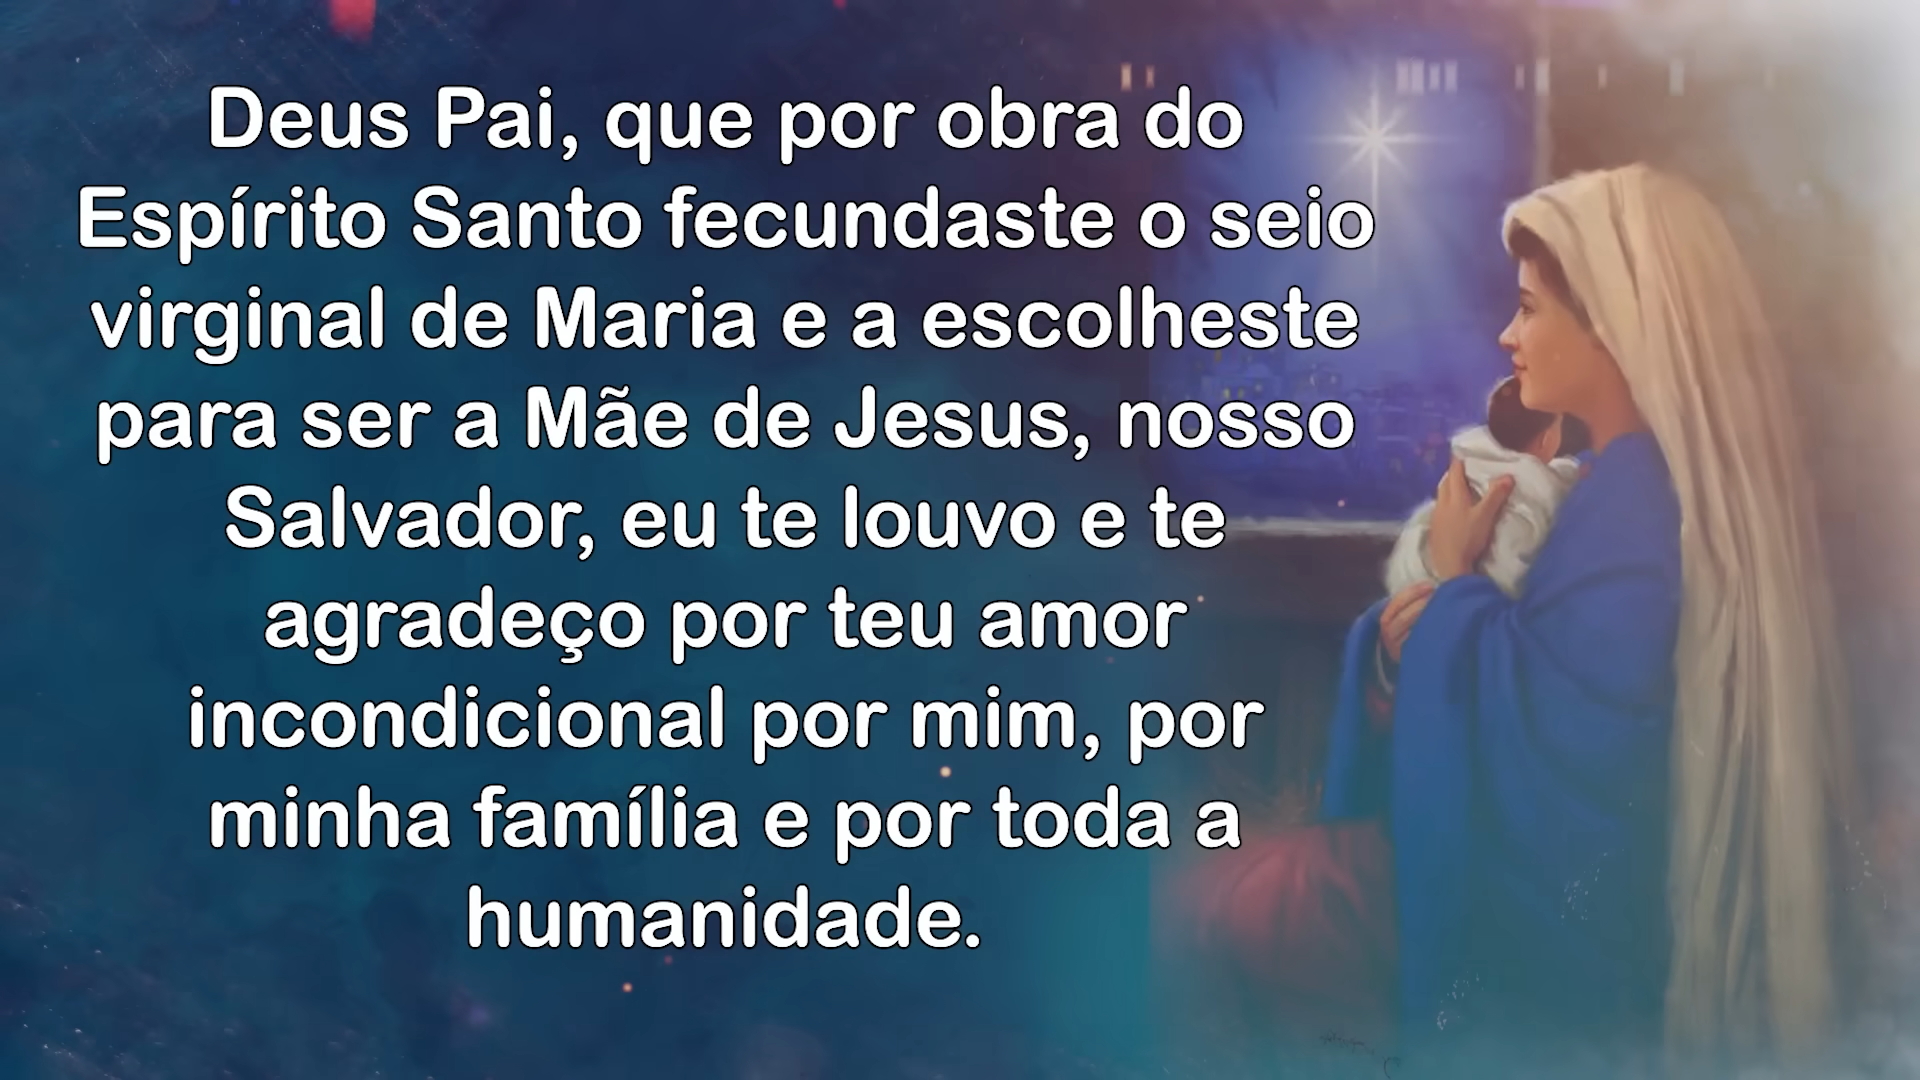 Deus Pai, que por obra do
Espírito Santo fecundaste o seio
virginal de Maria e a escolheste
para ser a Mãe de Jesus, nosso
Salvador, eu te louvo e te
agradeço por teu amor
incondicional por mim, por
minha família e por toda a
humanidade.